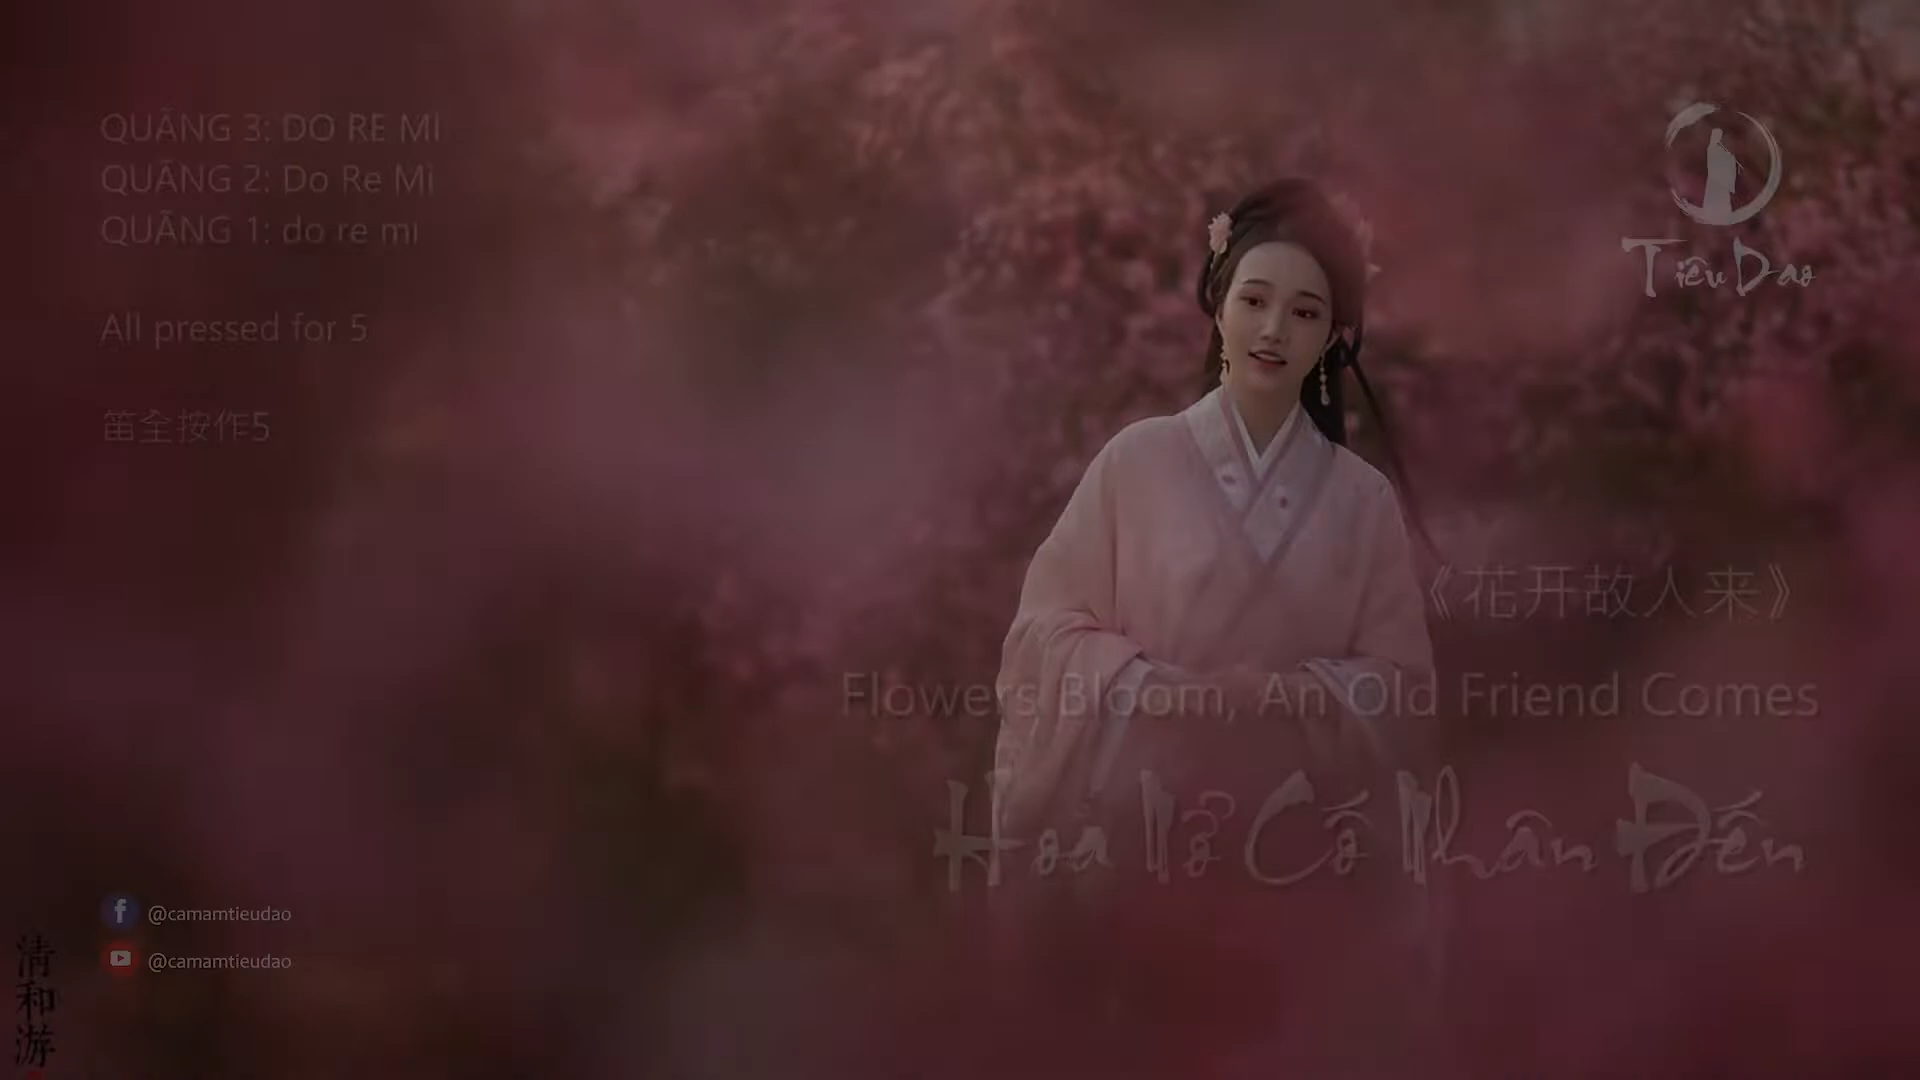 QUÃNG 3: DO RE MI
QUÃNG 2: Do Re Mi
QUÃNG 1: do re mi
All pressed for 5
笛全按作5
Tiêu Dao
《花开故人来》
Flowers Bloom, An Old Friend Comes
Hoa Nở Cố Nhân Đến
@camamtieudao
@camamtieudao
清和游